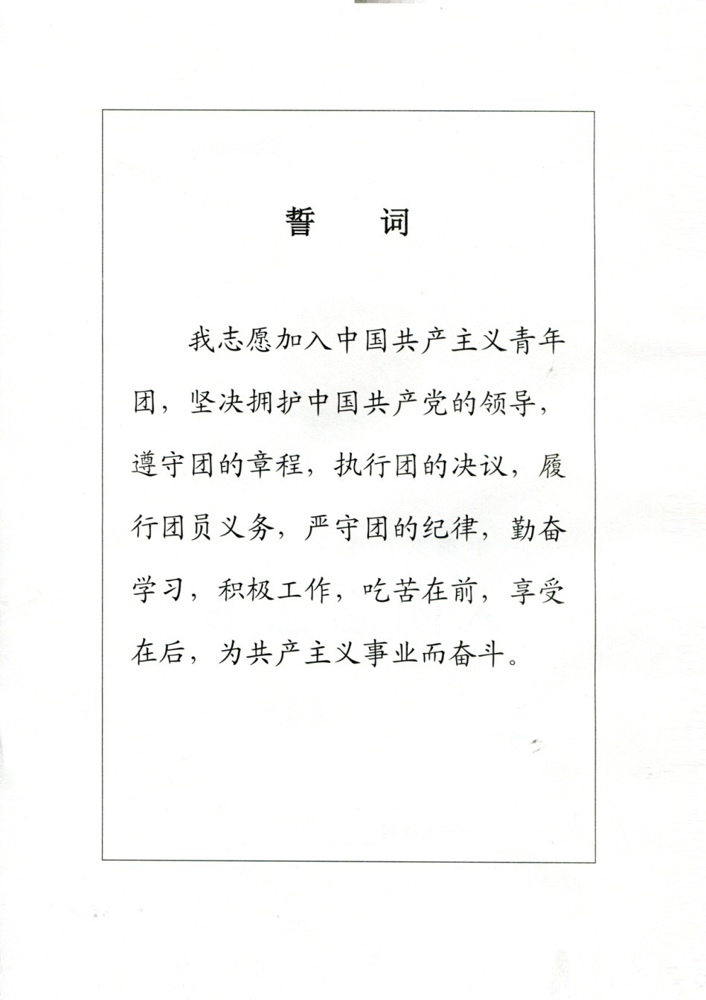 誓 词
我志愿加入中国共产主义青年
团，坚决拥护中国共产党的领导，
遵守团的章程，执行团的决议，履
行团员义务，严守团的纪律，勤奋
学习，积极工作，吃苦在前，享受
在后，为共产主义事业而奋斗。